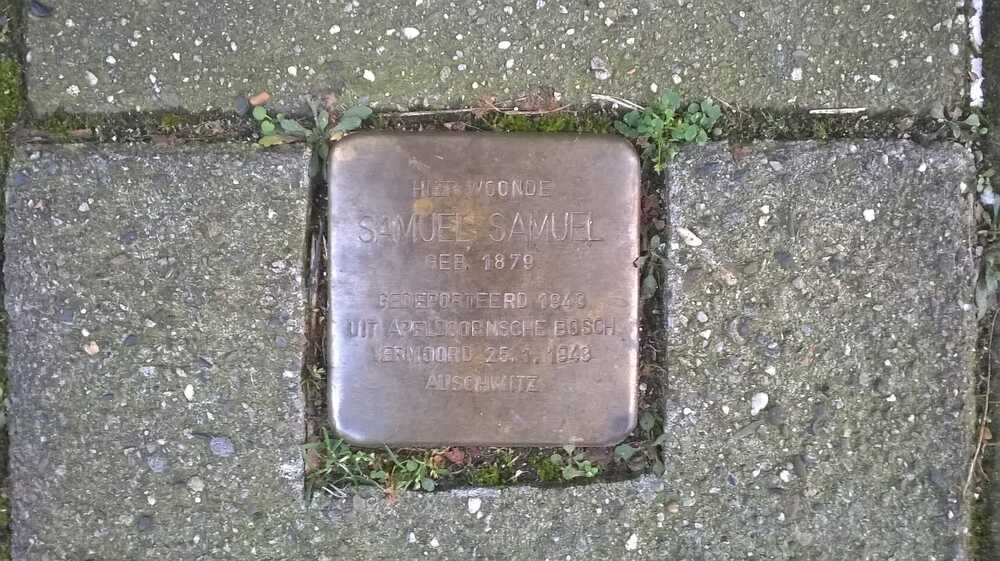 HIER WOONDE
SAMUEL SAMUEL
GEB. 1879
GEDEPORTEERD 1943
UIT APELDOORNSCHE BOSCH
VERMOORD 25.1.1943
AUSCHWITZ